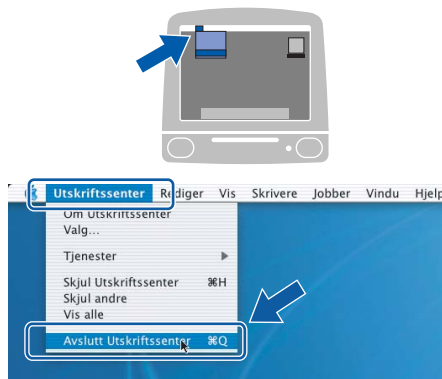 Utskriftssenter Rediger Vis Skrivere Jobber Vindu Hjelp
Om Utskriftssenter
Valg...
Tjenester
Skjul Utskriftssenter ⌘H
Skjul andre
Vis alle
Avslutt Utskriftssenter ⌘Q